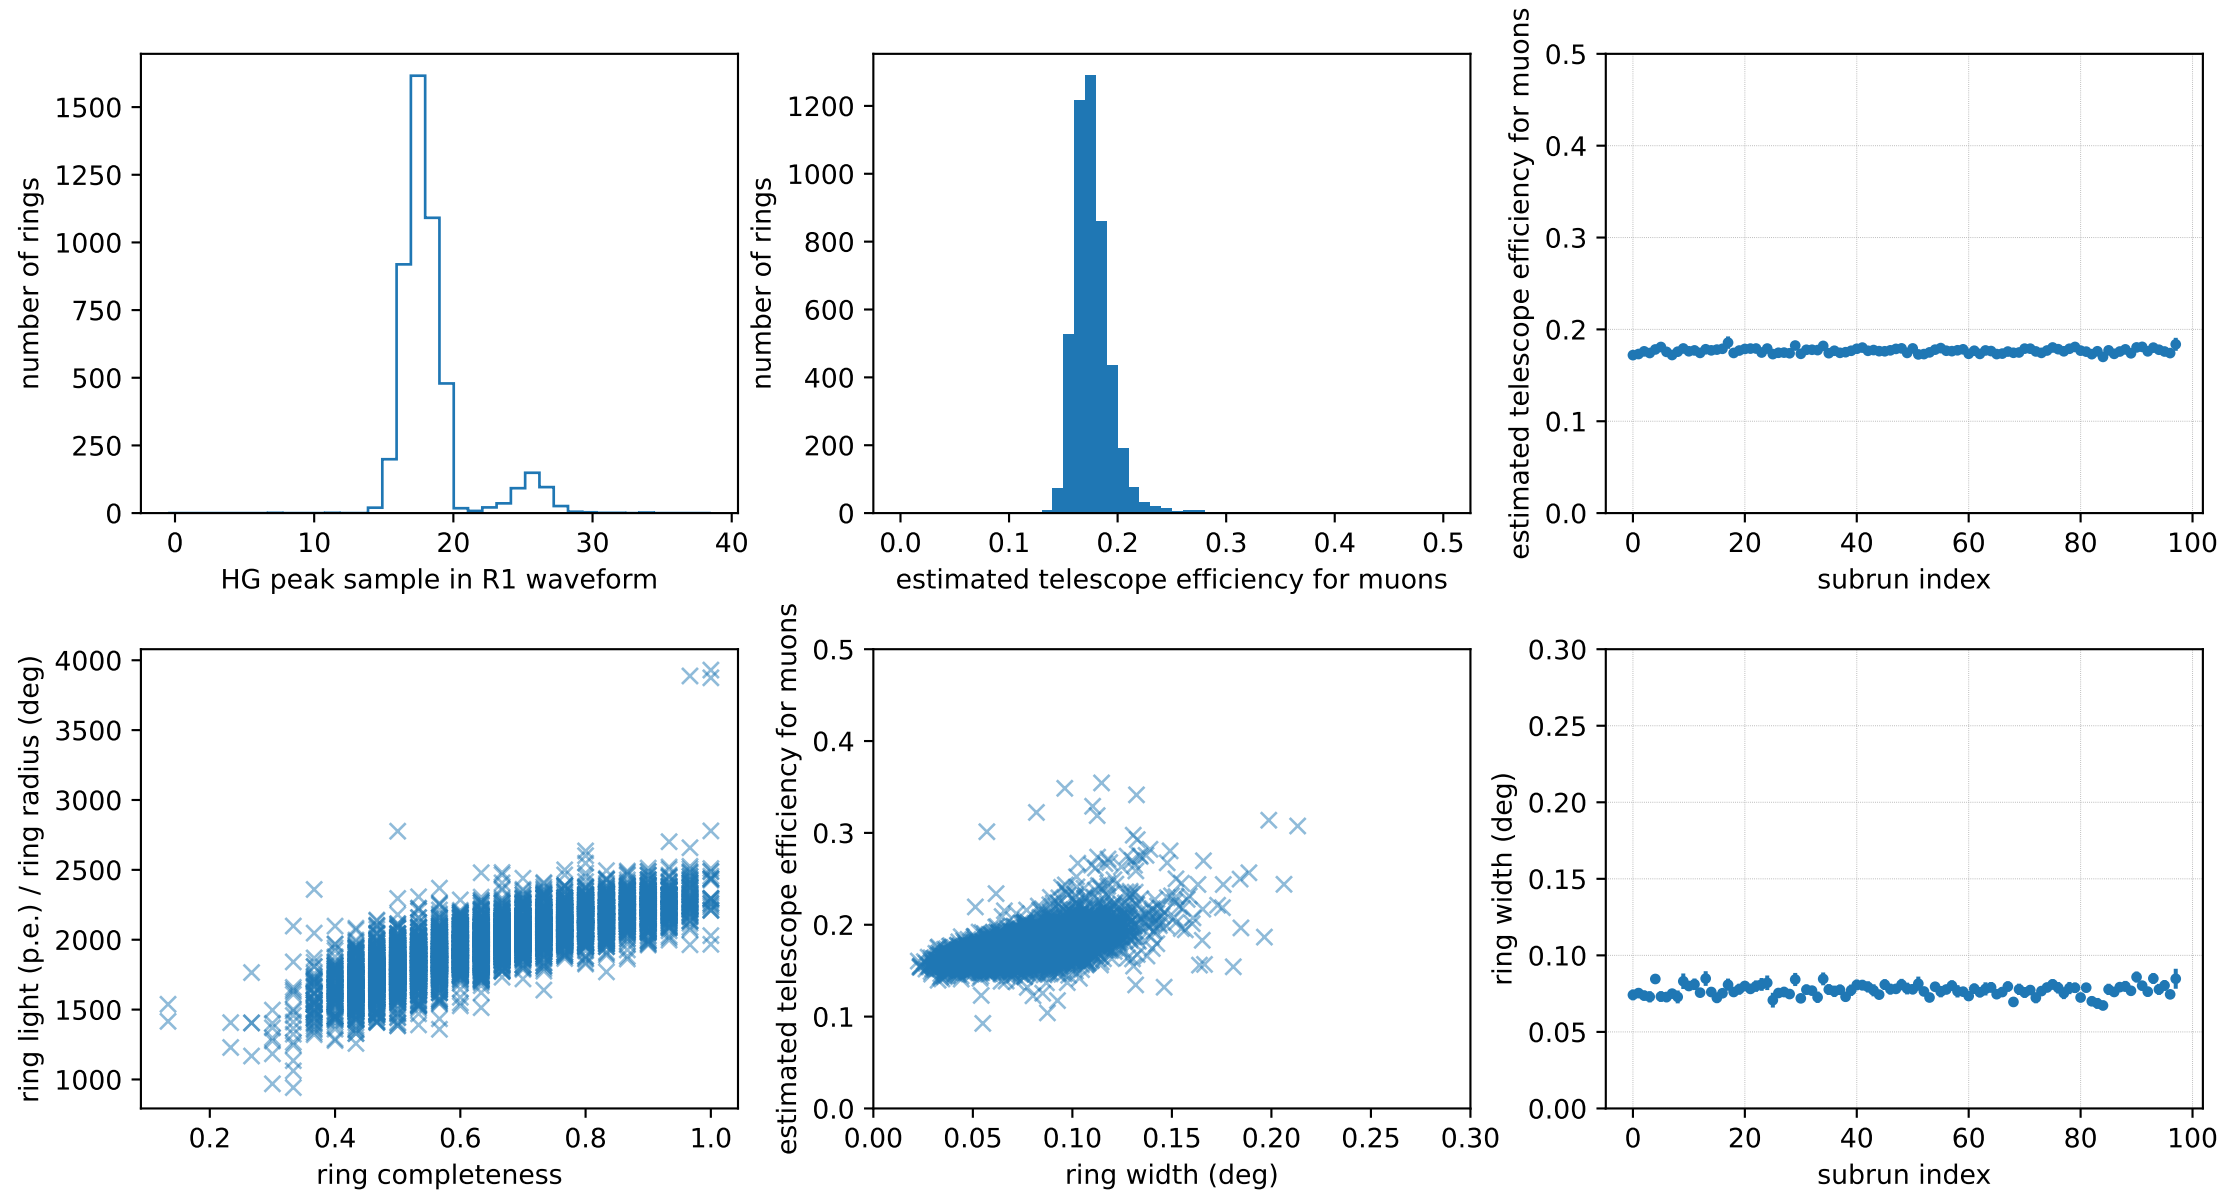 number of rings
1500
1250
1000
750
500
250
0
0 10 20 30 40
HG peak sample in R1 waveform
number of rings
1200
1000
800
600
400
200
0
0.0 0.1 0.2 0.3 0.4 0.5
estimated telescope efficiency for muons
estimated telescope efficiency for muons
0.5
0.4
0.3
0.2
0.1
0.0
0 20 40 60 80 100
subrun index
ring light (p.e.) / ring radius (deg)
4000
3500
3000
2500
2000
1500
1000
0.2 0.4 0.6 0.8 1.0
ring completeness
estimated telescope efficiency for muons
0.5
0.4
0.3
0.2
0.1
0.0
0.00 0.05 0.10 0.15 0.20 0.25 0.30
ring width (deg)
ring width (deg)
0.30
0.25
0.20
0.15
0.10
0.05
0.00
0 20 40 60 80 100
subrun index